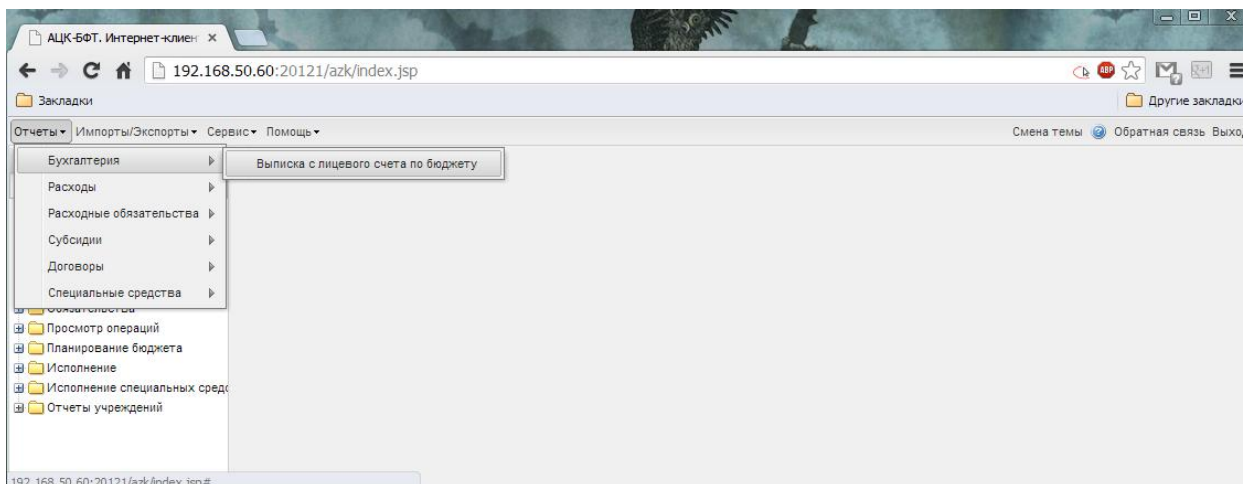 АЦК-БФТ. Интернет-клиен
192.168.50.60:20121/azk/index.jsp
ABP
Закладки
Другие закладки
Отчеты Импорты/Экспорты Сервис Помощь Смена темы Обратная связь Выход
Бухгалтерия
Выписка с лицевого счета по бюджету
Расходы
Расходные обязательства
Субсидии
Договоры
Специальные средства
Обязательства
Просмотр операций
Планирование бюджета
Исполнение
Исполнение специальных средс
Отчеты учреждений
192.168.50.60:20121/azk/index.jsp#